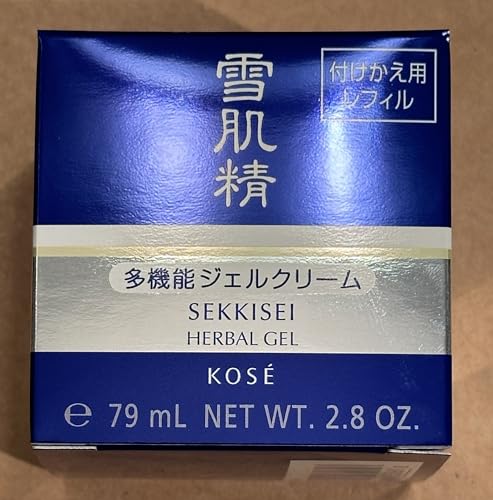 雪肌精
付けかえ用
レフィル
多機能ジェルクリーム
SEKKISEI
HERBAL GEL
KOSÉ
℮ 79 mL NET WT. 2.8 OZ.